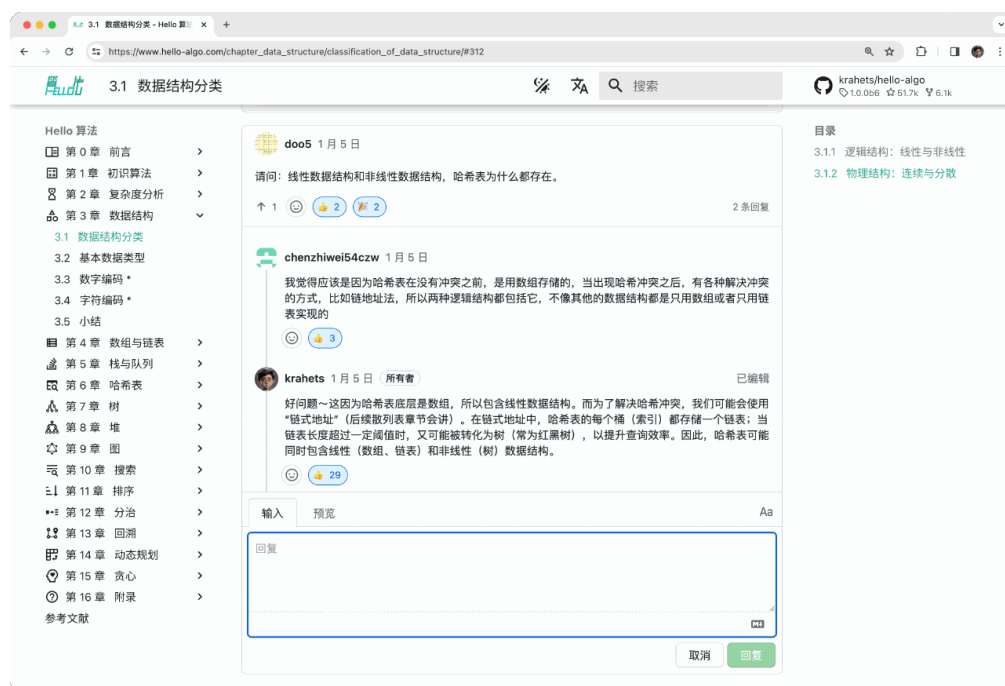 3.1 数据结构分类 - Hello 算法
https://www.hello-algo.com/chapter_data_structure/classification_of_data_structure/#312
3.1 数据结构分类
搜索
krahets/hello-algo
1.0.0b6 51.7k 6.1k
Hello 算法
第 0 章 前言
第 1 章 初识算法
第 2 章 复杂度分析
第 3 章 数据结构
3.1 数据结构分类
3.2 基本数据类型
3.3 数字编码 *
3.4 字符编码 *
3.5 小结
第 4 章 数组与链表
第 5 章 栈与队列
第 6 章 哈希表
第 7 章 树
第 8 章 堆
第 9 章 图
第 10 章 搜索
第 11 章 排序
第 12 章 分治
第 13 章 回溯
第 14 章 动态规划
第 15 章 贪心
第 16 章 附录
参考文献
doo5 1 月 5 日
请问：线性数据结构和非线性数据结构，哈希表为什么都存在。
1 👍 2 🎉 2 2 条回复
chenzhiwei54czw 1 月 5 日
我觉得应该是因为哈希表在没有冲突之前，是用数组存储的，当出现哈希冲突之后，有各种解决冲突
的方式，比如链地址法，所以两种逻辑结构都包括它，不像其他的数据结构都是只用数组或者只用链
表实现的
👍 3
krahets 1 月 5 日 所有者 已编辑
好问题～这因为哈希表底层是数组，所以包含线性数据结构。而为了解决哈希冲突，我们可能会使用
“链式地址”（后续散列表章节会讲）。在链式地址中，哈希表的每个桶（索引）都存储一个链表；当
链表长度超过一定阈值时，又可能被转化为树（常为红黑树），以提升查询效率。因此，哈希表可能
同时包含线性（数组、链表）和非线性（树）数据结构。
👍 29
输入 预览 Aa
回复
取消 回复
目录
3.1.1 逻辑结构：线性与非线性
3.1.2 物理结构：连续与分散